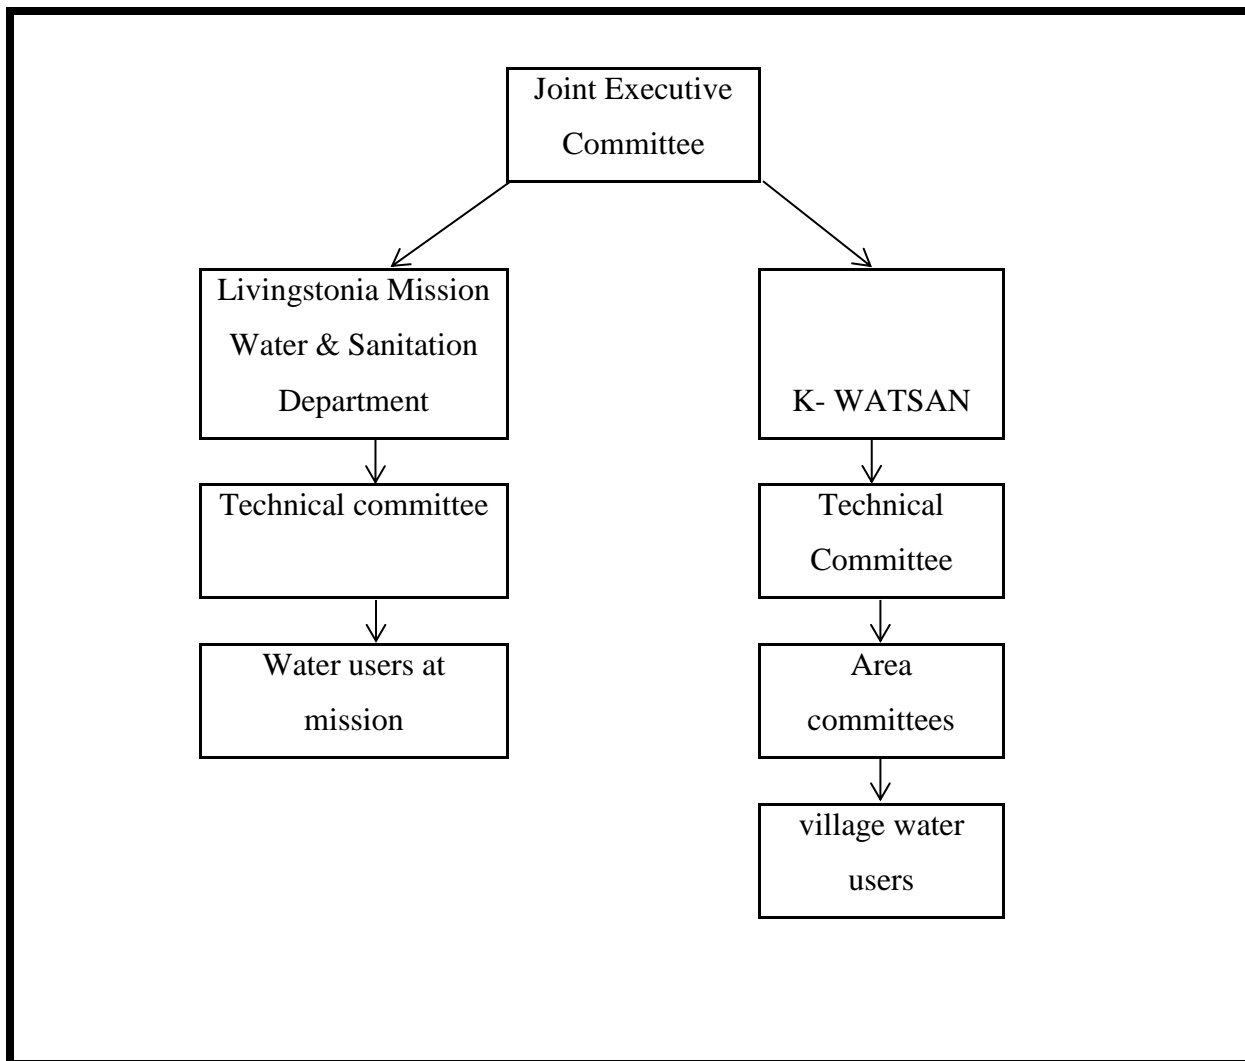 Joint Executive
Committee
Livingstonia Mission
Water & Sanitation
Department
K- WATSAN
Technical committee
Technical
Committee
Water users at
mission
Area
committees
village water
users